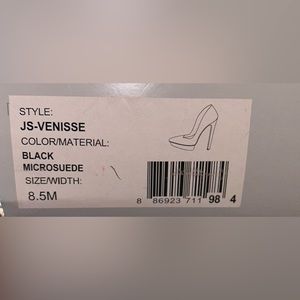 STYLE:
JS-VENISSE
COLOR/MATERIAL:
BLACK
MICROSUEDE
SIZE/WIDTH:
8.5M
8 86923 711 98 4